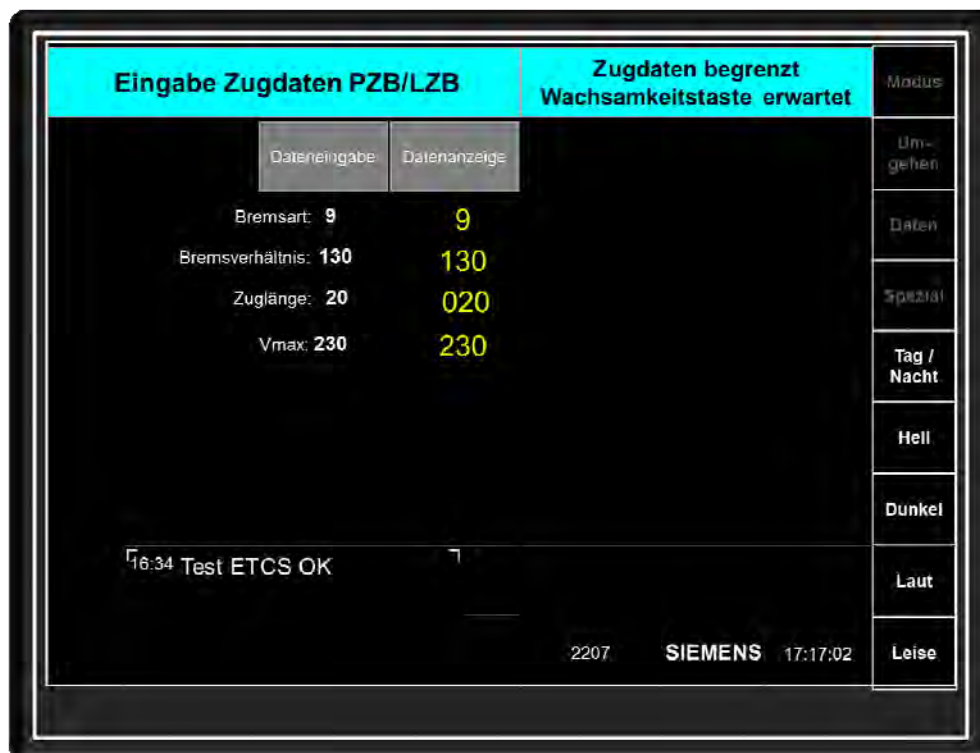 Eingabe Zugdaten PZB/LZB
Zugdaten begrenzt
Wachsamkeitstaste erwartet
Modus
Um-
gehen
Daten
Spezial
Tag /
Nacht
Hell
Dunkel
Laut
Leise
Dateneingabe Datenanzeige
Bremsart: 9 9
Bremsverhältnis: 130 130
Zuglänge: 20 020
Vmax: 230 230
16:34 Test ETCS OK
2207 SIEMENS 17:17:02